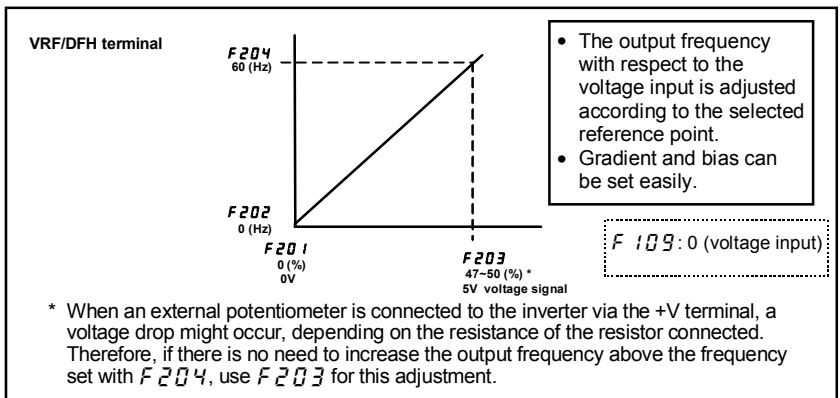 VRF/DFH terminal
F204
60 (Hz)
F202
0 (Hz)
F201
0 (%)
0V
F203
47~50 (%) *
5V voltage signal
• The output frequency
with respect to the
voltage input is adjusted
according to the selected
reference point.
• Gradient and bias can
be set easily.
F109: 0 (voltage input)
* When an external potentiometer is connected to the inverter via the +V terminal, a
voltage drop might occur, depending on the resistance of the resistor connected.
Therefore, if there is no need to increase the output frequency above the frequency
set with F204, use F203 for this adjustment.